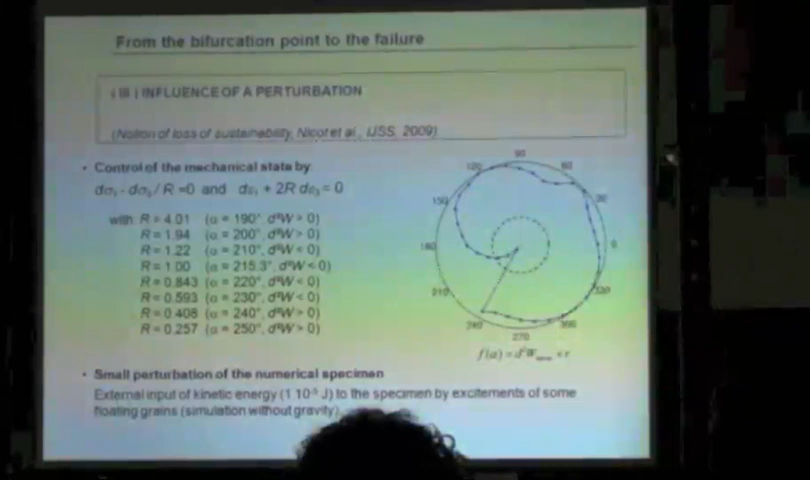 From the bifurcation point to the failure
( III ) INFLUENCE OF A PERTURBATION
(Notion of loss of sustainability, Nicot et al., IJSS, 2009)
• Control of the mechanical state by
dσ₁ - dσ₃ / R = 0 and dε₁ + 2R dε₃ = 0
with R = 4.01 (α = 190°, d²W > 0)
R = 1.94 (α = 200°, d²W > 0)
R = 1.22 (α = 210°, d²W < 0)
R = 1.00 (α = 215.3°, d²W < 0)
R = 0.843 (α = 220°, d²W < 0)
R = 0.593 (α = 230°, d²W < 0)
R = 0.408 (α = 240°, d²W > 0)
R = 0.257 (α = 250°, d²W > 0)
90
120 60
150 30
180 0
210 330
240 300
270
f(α) = d²W + c
• Small perturbation of the numerical specimen
External input of kinetic energy (1 10⁻⁵ J) to the specimen by excitements of some
floating grains (simulation without gravity)